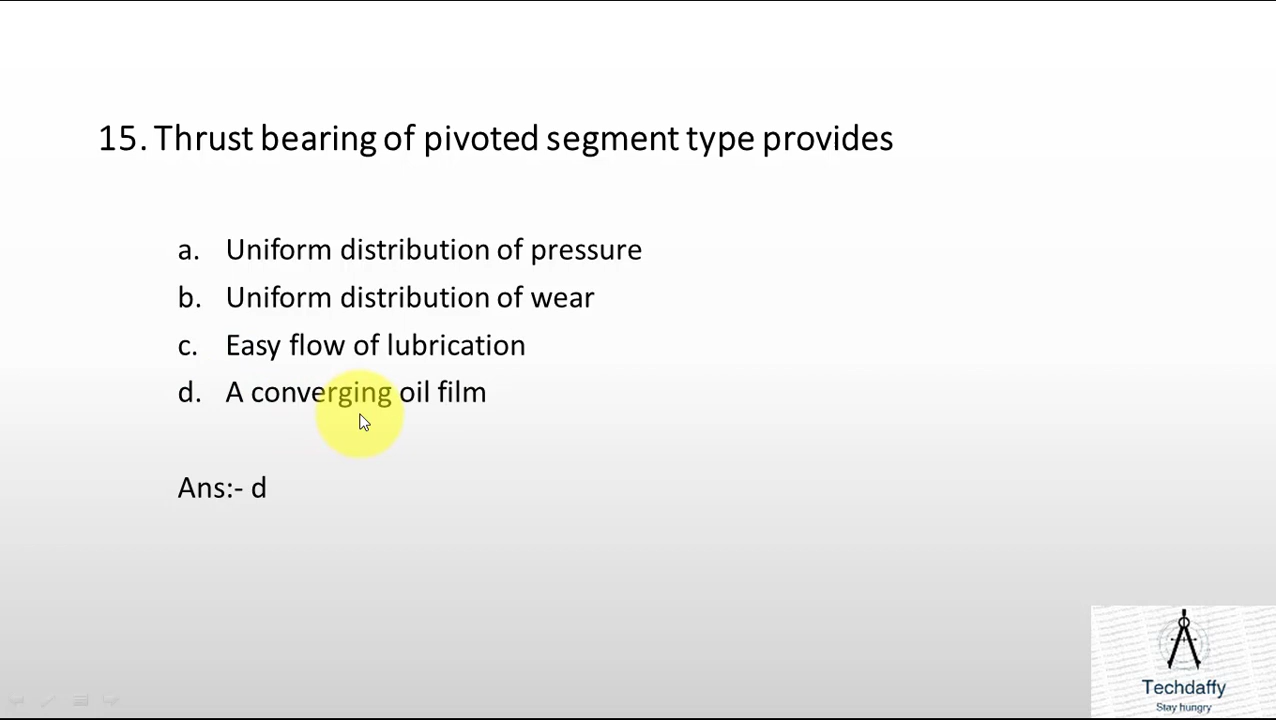 15. Thrust bearing of pivoted segment type provides
a. Uniform distribution of pressure
b. Uniform distribution of wear
c. Easy flow of lubrication
d. A converging oil film
Ans:- d
Techdaffy
Stay hungry